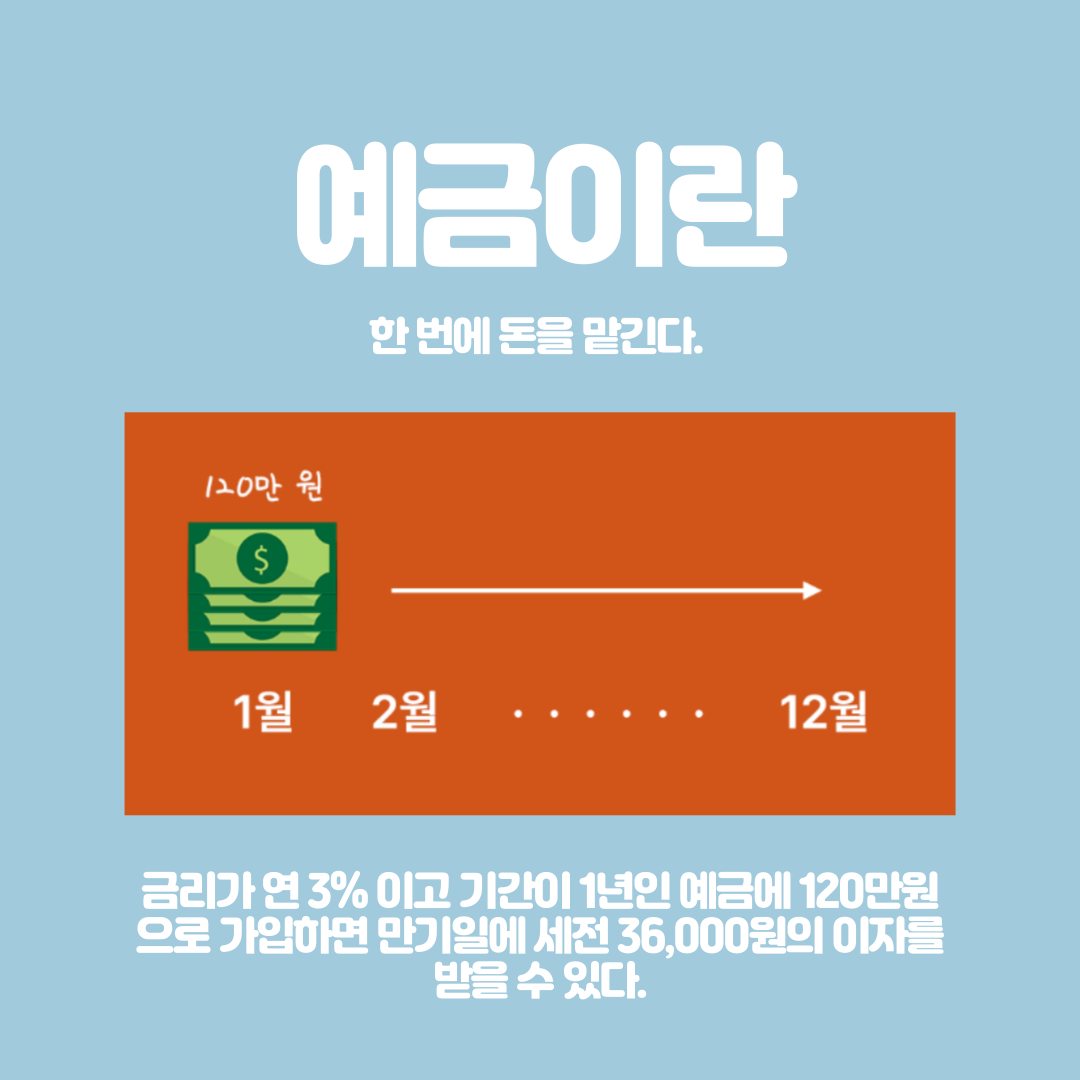 예금이란
한 번에 돈을 맡긴다.
120만 원
$
1월 2월 ...... 12월
금리가 연 3% 이고 기간이 1년인 예금에 120만원
으로 가입하면 만기일에 세전 36,000원의 이자를
받을 수 있다.